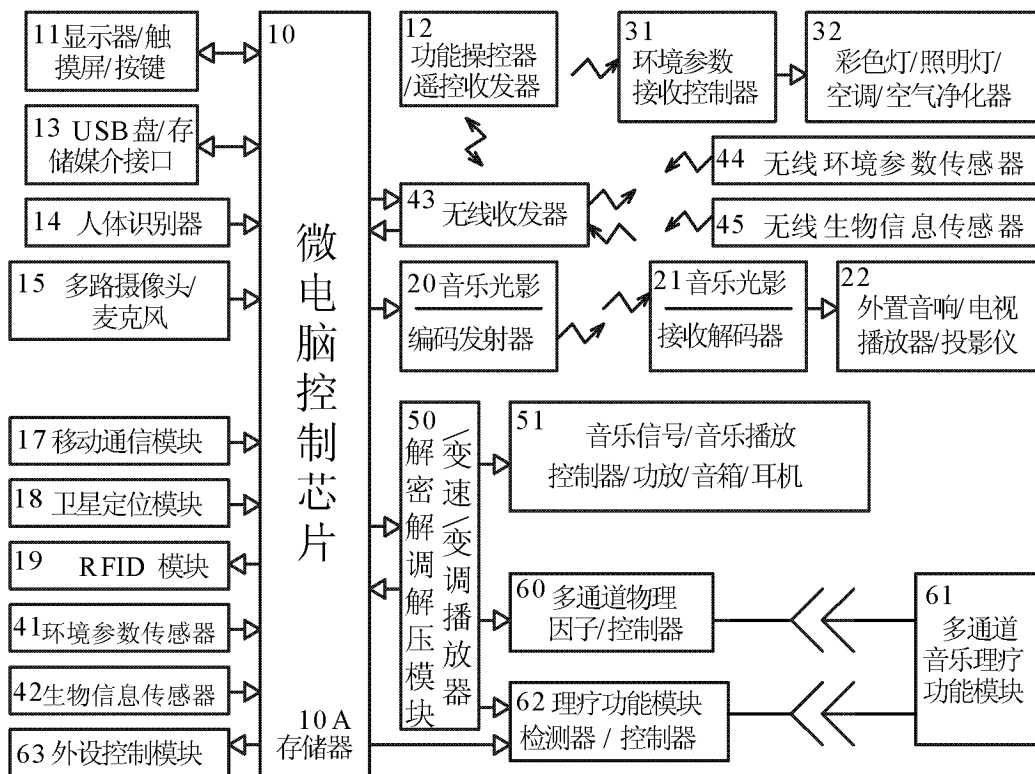 11 显示器/触
摸屏/按键
13 USB盘/存
储媒介接口
14 人体识别器
15 多路摄像头/
麦克风
17 移动通信模块
18 卫星定位模块
19 RFID 模块
41 环境参数传感器
42 生物信息传感器
63 外设控制模块
10
微电脑控制芯片
10A
存储器
12
功能操控器
/遥控收发器
31
环境参数
接收控制器
32
彩色灯/照明灯/
空调/空气净化器
43 无线收发器
44
无线环境参数传感器
45
无线生物信息传感器
20 音乐光影
编码发射器
21 音乐光影
接收解码器
22
外置音响/电视
播放器/投影仪
50
解密解调解压模块
/变速/变调播放器
51
音乐信号/音乐播放
控制器/功放/音箱/耳机
60 多通道物理
因子/控制器
61
多通道
音乐理疗
功能模块
62 理疗功能模块
检测器 / 控制器